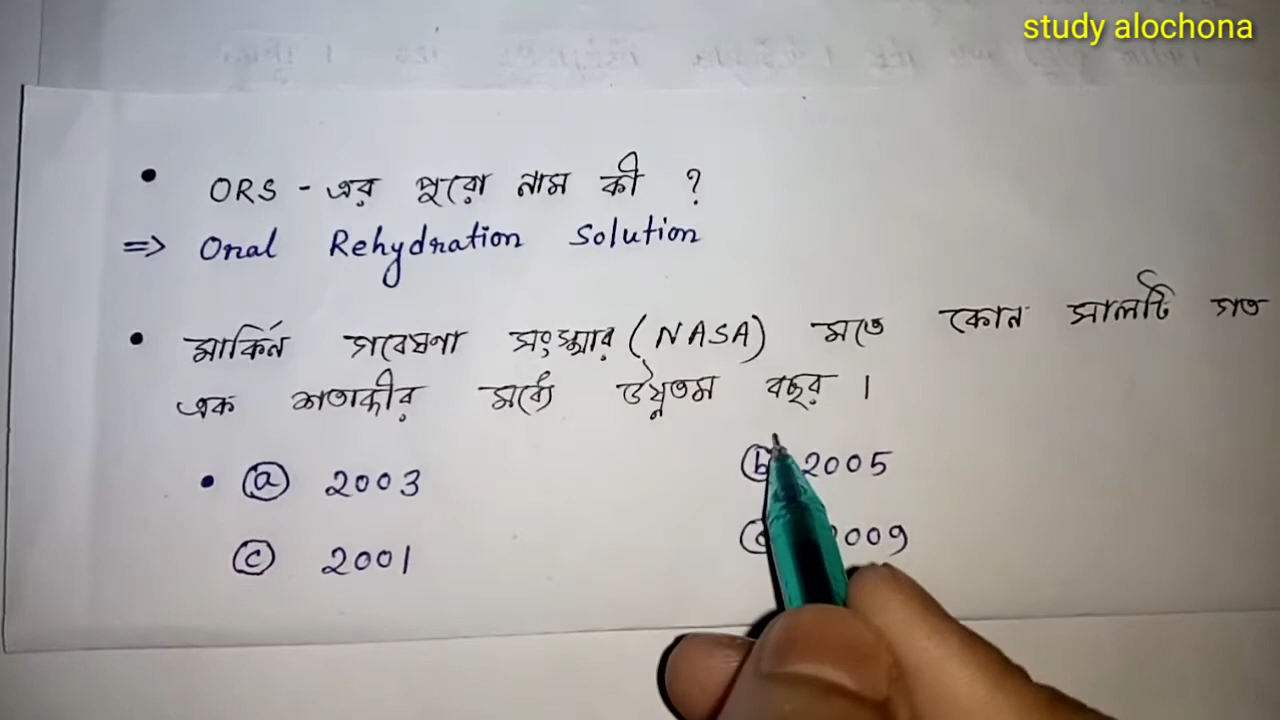 study alochona
• ORS - এর পুরো নাম কী ?
=> Oral Rehydration Solution
• মার্কিন গবেষণা সংস্থার (NASA) মতে কোন সালটি গত
এক শতাব্দীর মধ্যে উষ্ণতম বছর ।
• ⓐ 2003 ⓑ 2005
ⓒ 2001